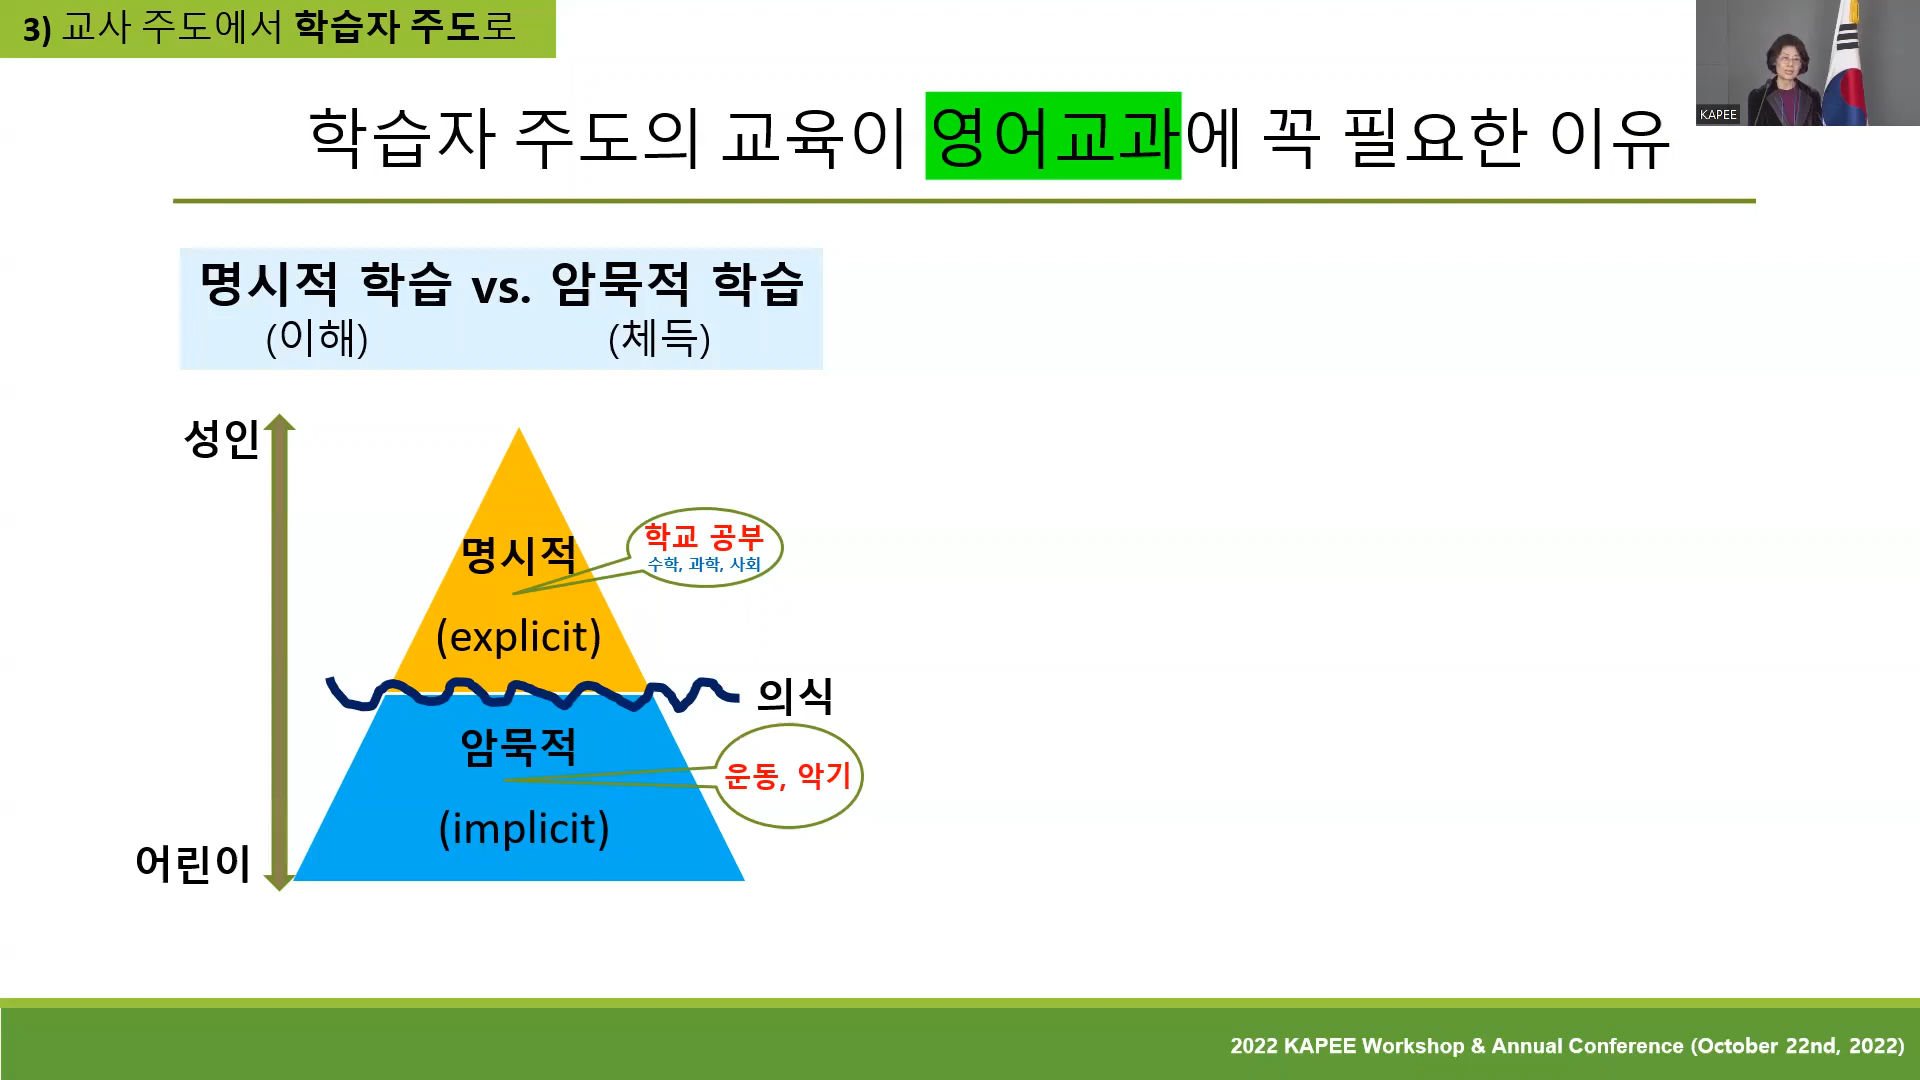 3) 교사 주도에서 학습자 주도로
KAPEE
학습자 주도의 교육이 영어교과에 꼭 필요한 이유
명시적 학습 vs. 암묵적 학습
(이해) (체득)
성인
명시적
(explicit)
학교 공부
수학, 과학, 사회
의식
암묵적
(implicit)
운동, 악기
어린이
2022 KAPEE Workshop & Annual Conference (October 22nd, 2022)